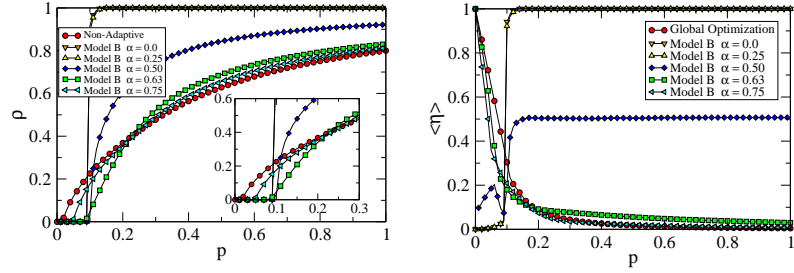 1
0.8
0.6
0.4
0.2
0
ρ
Non-Adaptive
Model B α = 0.0
Model B α = 0.25
Model B α = 0.50
Model B α = 0.63
Model B α = 0.75
0.6
0.4
0.2
0
0 0.1 0.2 0.3
0 0.2 0.4 0.6 0.8 1
p
1
0.8
0.6
0.4
0.2
0
<η>
Global Optimization
Model B α = 0.0
Model B α = 0.25
Model B α = 0.50
Model B α = 0.63
Model B α = 0.75
0 0.2 0.4 0.6 0.8 1
p